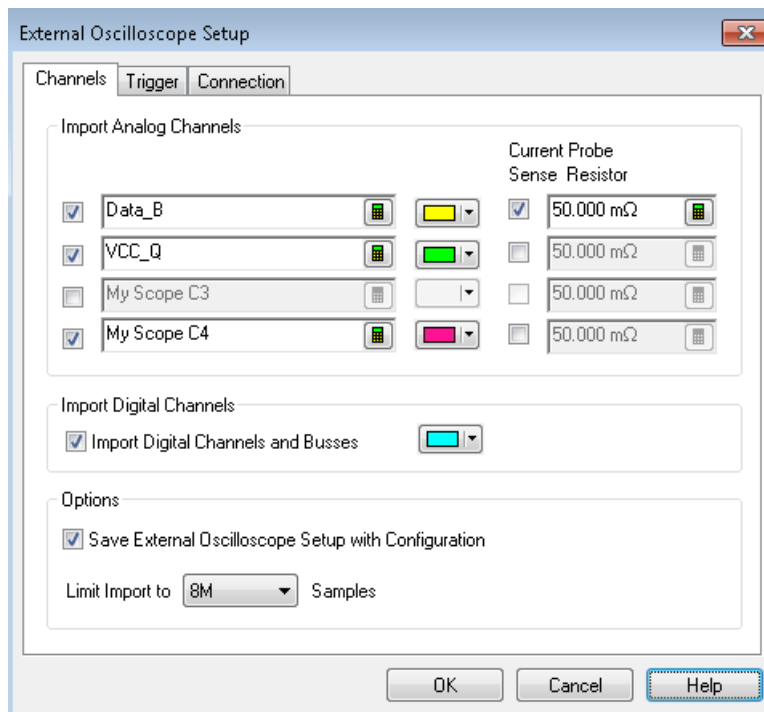 External Oscilloscope Setup
Channels Trigger Connection
Import Analog Channels
Current Probe
Sense Resistor
Data_B 50.000 mΩ
VCC_Q 50.000 mΩ
My Scope C3 50.000 mΩ
My Scope C4 50.000 mΩ
Import Digital Channels
Import Digital Channels and Busses
Options
Save External Oscilloscope Setup with Configuration
Limit Import to 8M Samples
OK Cancel Help